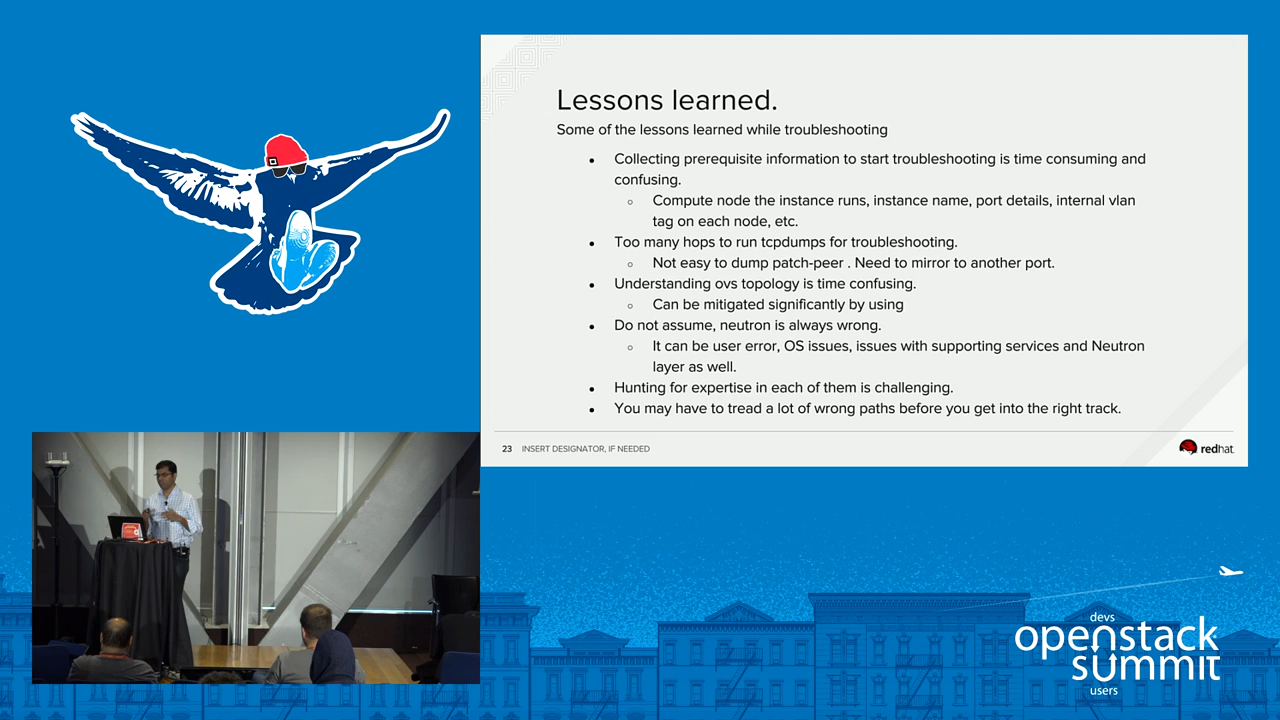 Lessons learned.
Some of the lessons learned while troubleshooting
• Collecting prerequisite information to start troubleshooting is time consuming and
confusing.
○ Compute node the instance runs, instance name, port details, internal vlan
tag on each node, etc.
• Too many hops to run tcpdumps for troubleshooting.
○ Not easy to dump patch-peer . Need to mirror to another port.
• Understanding ovs topology is time confusing.
○ Can be mitigated significantly by using
• Do not assume, neutron is always wrong.
○ It can be user error, OS issues, issues with supporting services and Neutron
layer as well.
• Hunting for expertise in each of them is challenging.
• You may have to tread a lot of wrong paths before you get into the right track.
23 INSERT DESIGNATOR, IF NEEDED
redhat.
devs
openstack
summit
users